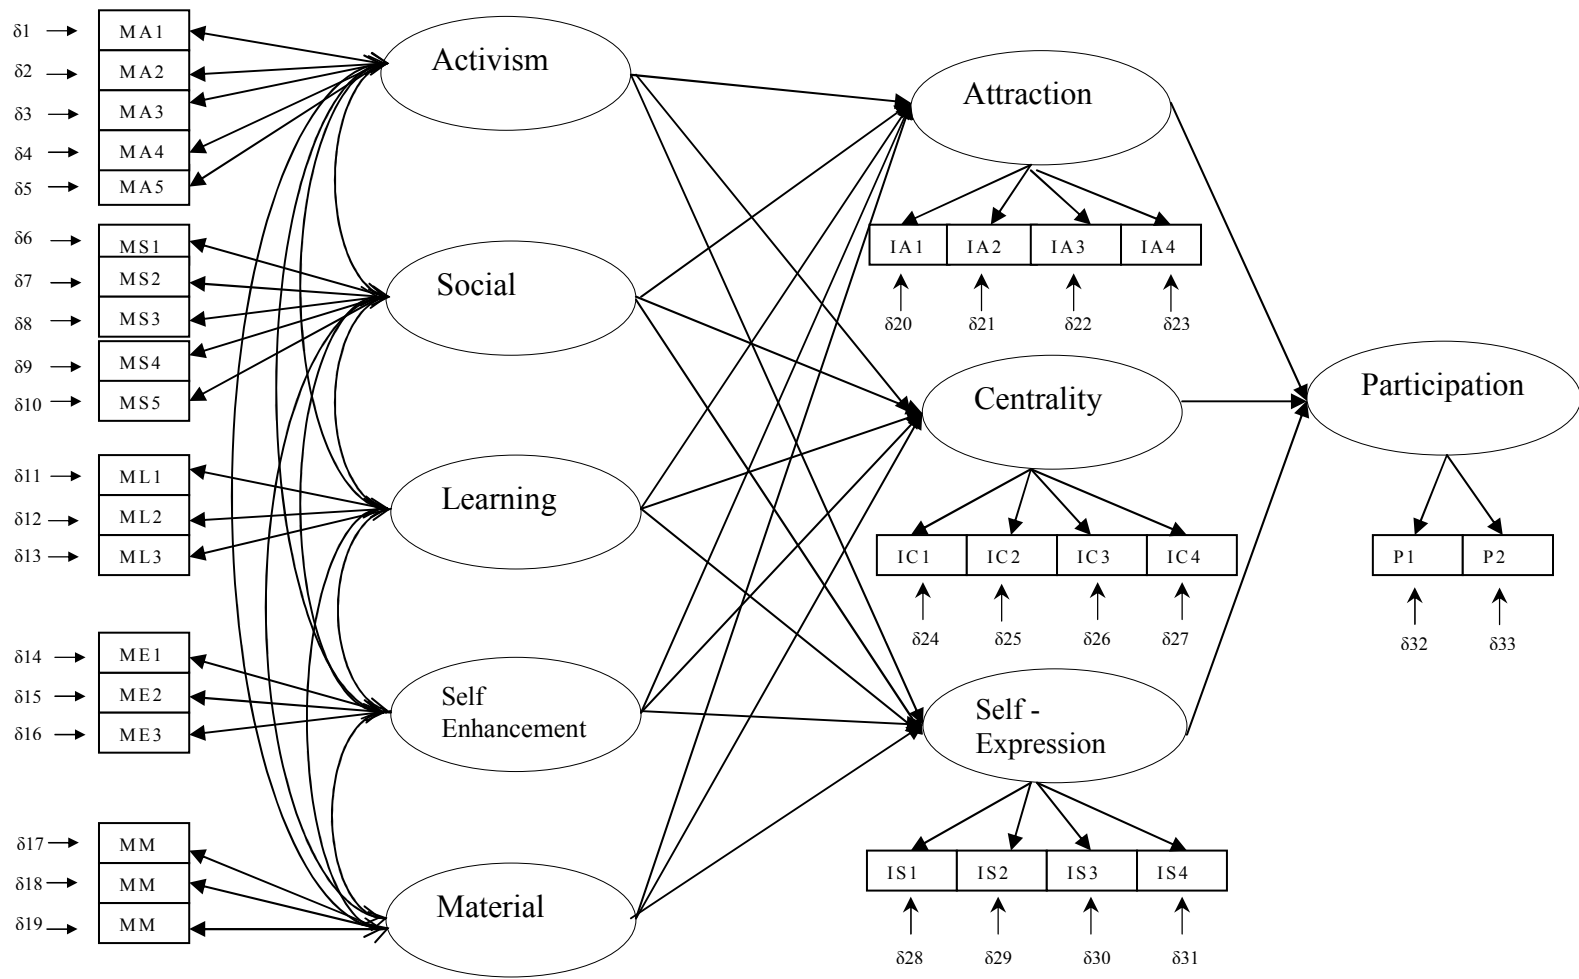 δ1
MA1
δ2
MA2
δ3
MA3
δ4
MA4
δ5
MA5
Activism
δ6
MS1
δ7
MS2
δ8
MS3
δ9
MS4
δ10
MS5
Social
δ11
ML1
δ12
ML2
δ13
ML3
Learning
δ14
ME1
δ15
ME2
δ16
ME3
Self
Enhancement
δ17
MM
δ18
MM
δ19
MM
Material
Attraction
IA1 IA2 IA3 IA4
δ20 δ21 δ22 δ23
Centrality
IC1 IC2 IC3 IC4
δ24 δ25 δ26 δ27
Self -
Expression
IS1 IS2 IS3 IS4
δ28 δ29 δ30 δ31
Participation
P1 P2
δ32 δ33